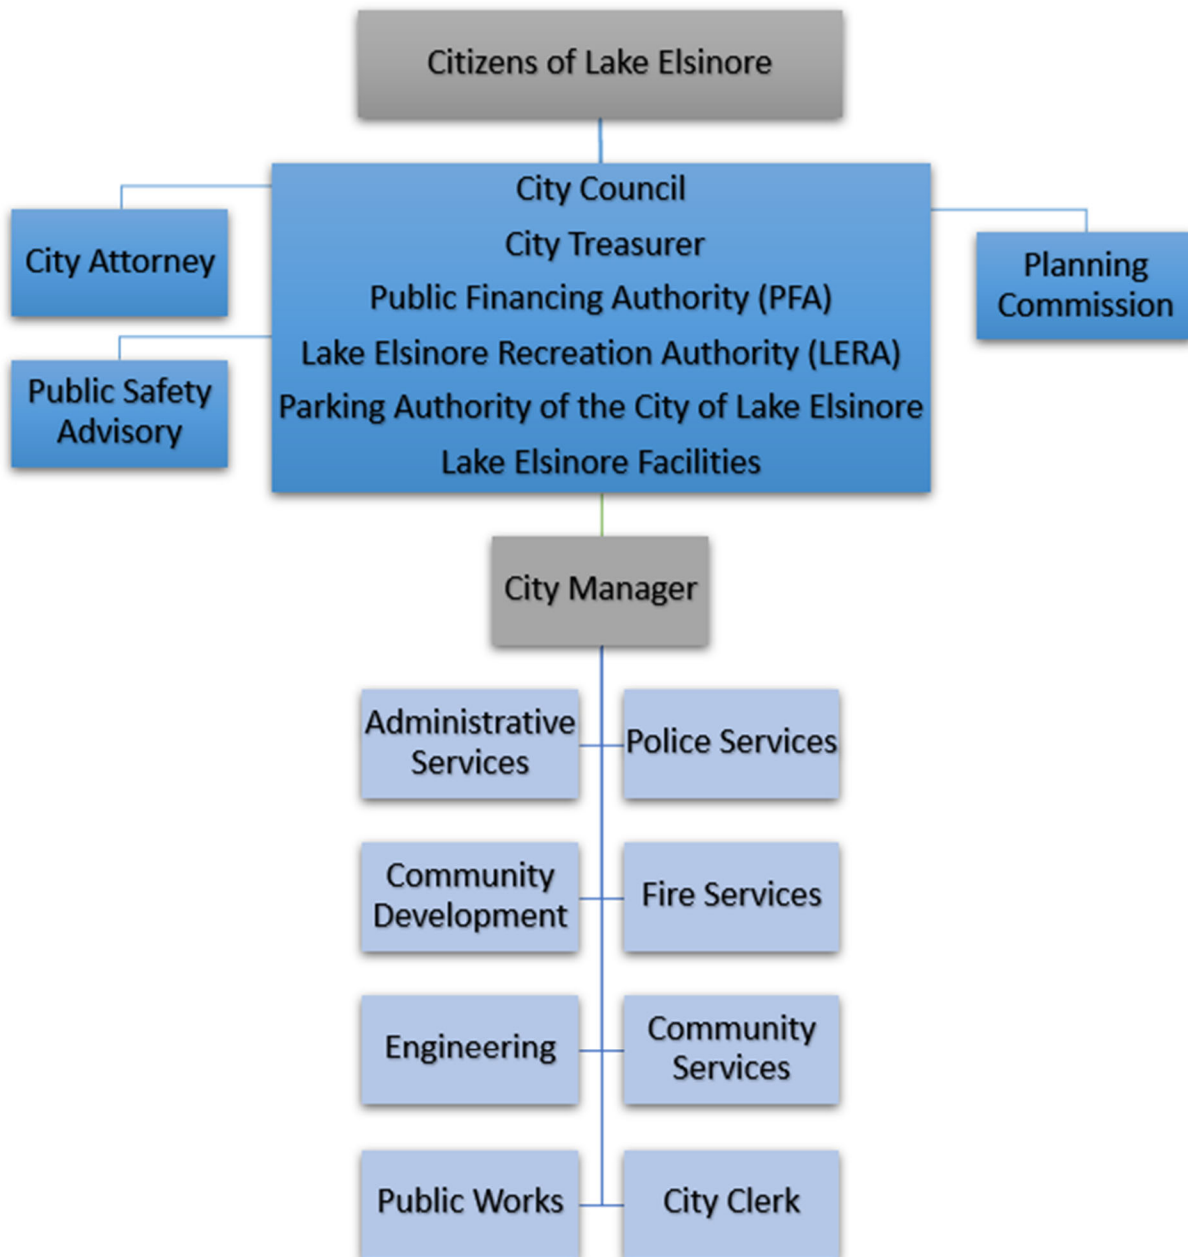 Citizens of Lake Elsinore
City Council
City Treasurer
Public Financing Authority (PFA)
Lake Elsinore Recreation Authority (LERA)
Parking Authority of the City of Lake Elsinore
Lake Elsinore Facilities
City Attorney
Public Safety
Advisory
Planning
Commission
City Manager
Administrative
Services
Police Services
Community
Development
Fire Services
Engineering
Community
Services
Public Works
City Clerk